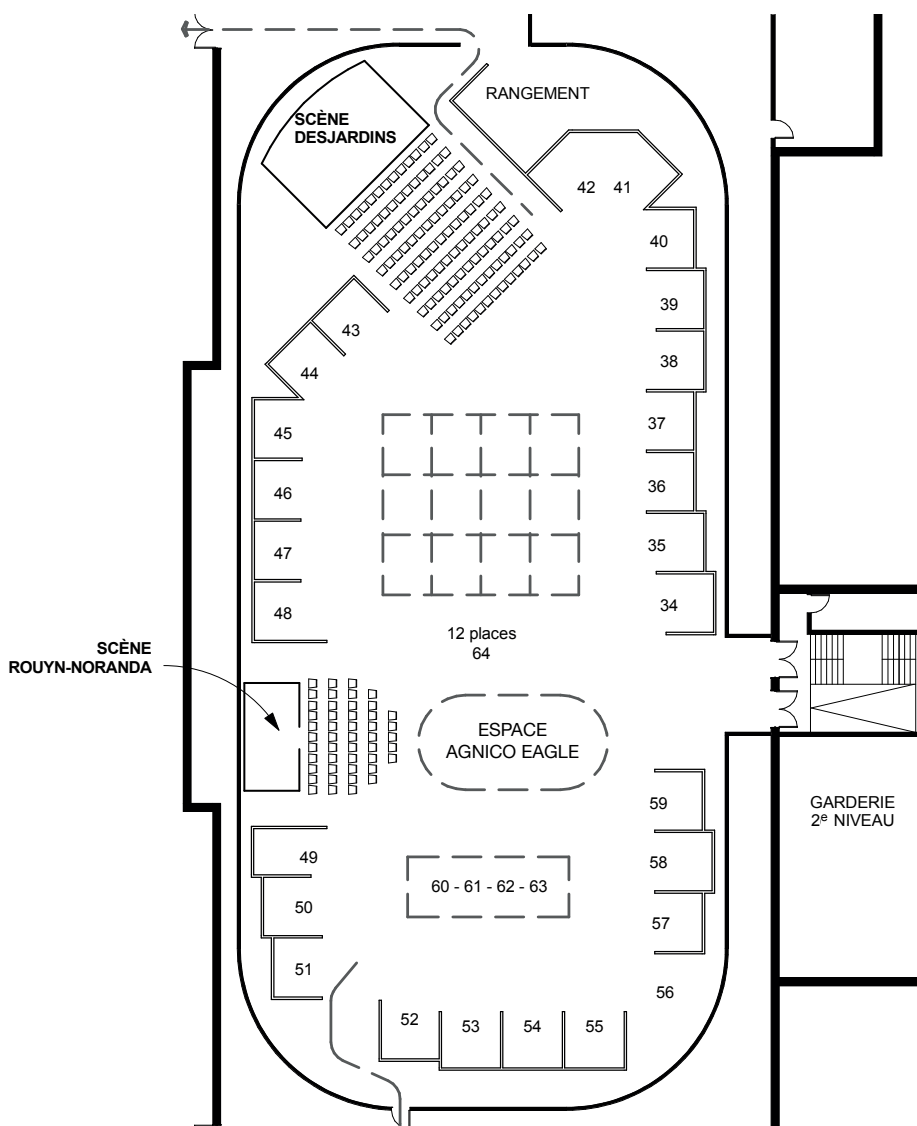 RANGEMENT
SCÈNE
DESJARDINS
42 41
40
39
43
38
44
37
45
36
46
35
47
34
48
12 places
64
SCÈNE
ROUYN-NORANDA
ESPACE
AGNICO EAGLE
59
GARDERIE
2e NIVEAU
49
58
60 - 61 - 62 - 63
50
57
51
56
52
53
54
55